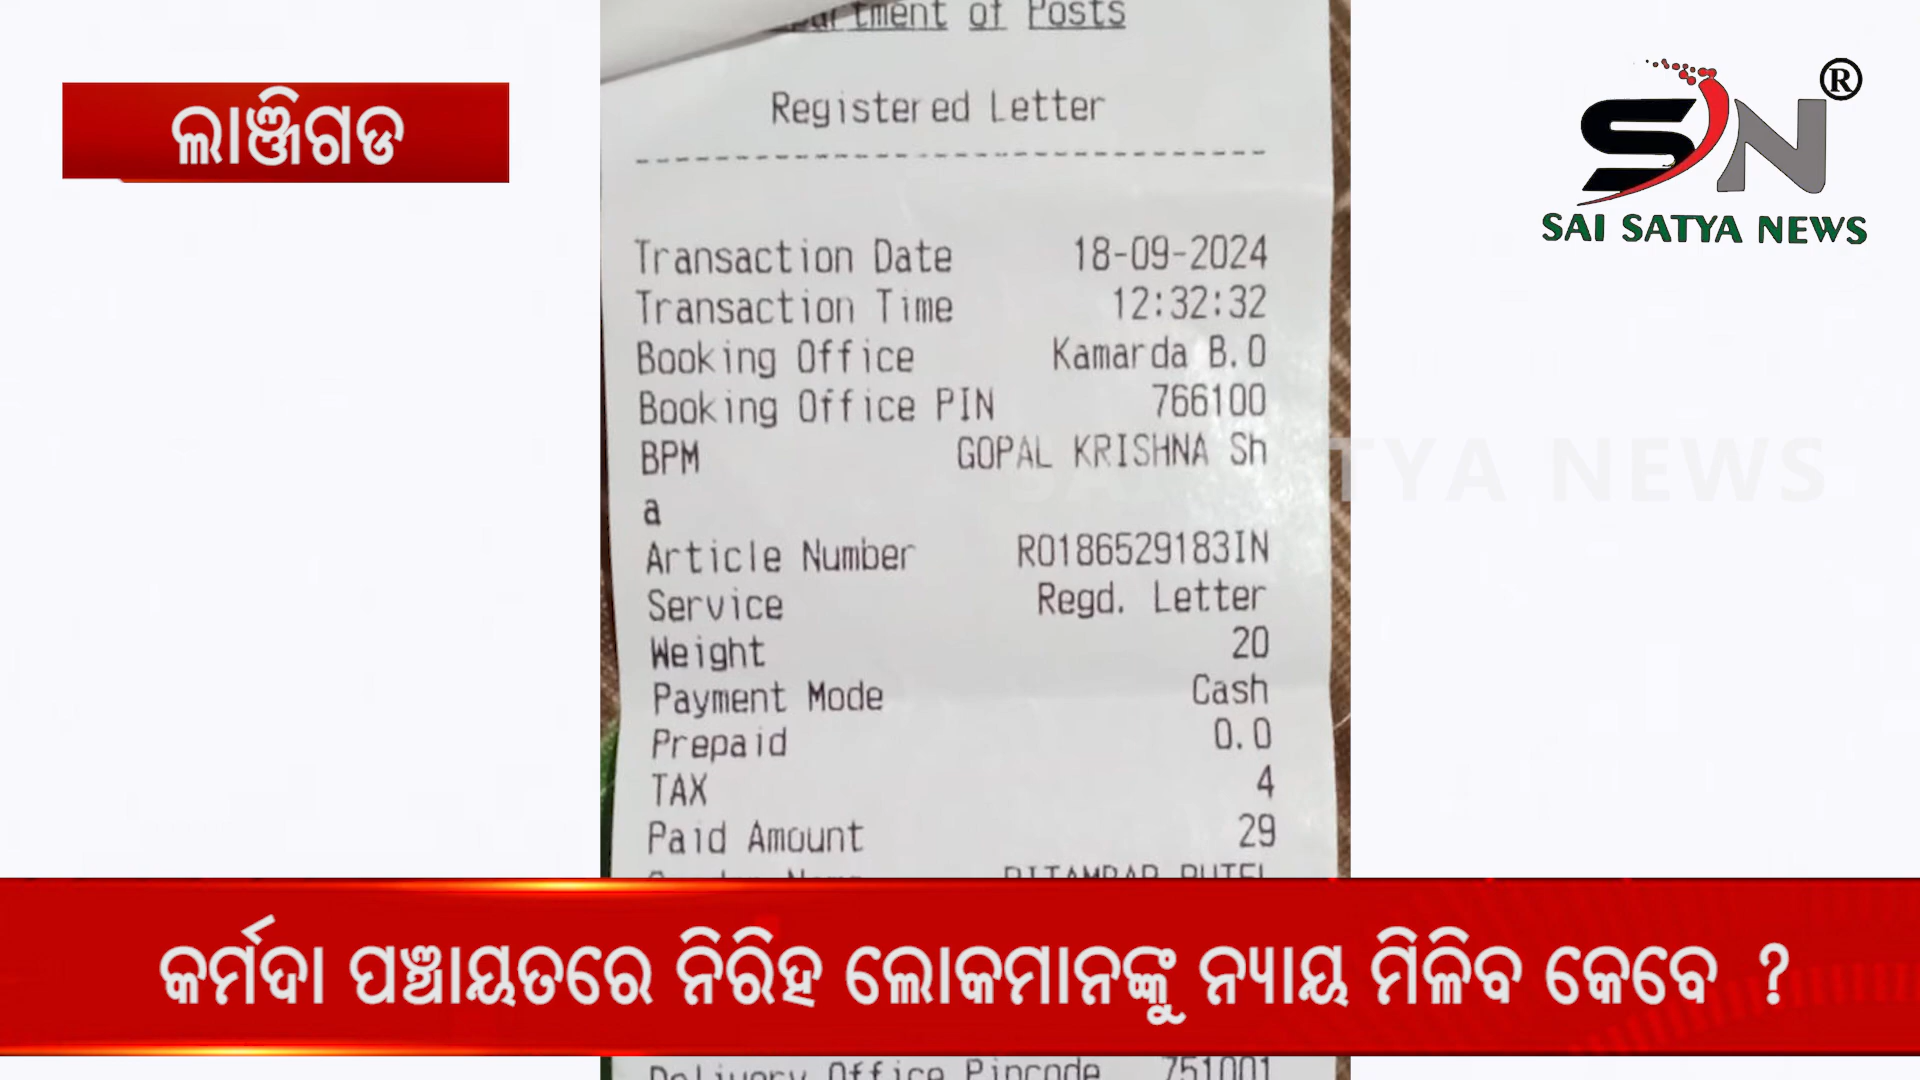 ଲାଞ୍ଜିଗଡ
SN®
SAI SATYA NEWS
of Posts
Registered Letter
Transaction Date 18-09-2024
Transaction Time 12:32:32
Booking Office Kamarda B.O
Booking Office PIN 766100
BPM GOPAL KRISHNA Sh
a
TYA NEWS
Article Number RO186529183IN
Service Regd. Letter
Weight 20
Payment Mode Cash
Prepaid 0.0
TAX 4
Paid Amount 29
କର୍ମଦା ପଞ୍ଚାୟତରେ ନିରିହ ଲୋକମାନଙ୍କୁ ନ୍ୟାୟ ମିଳିବ କେବେ ?
Delivery Office Pincode 751001